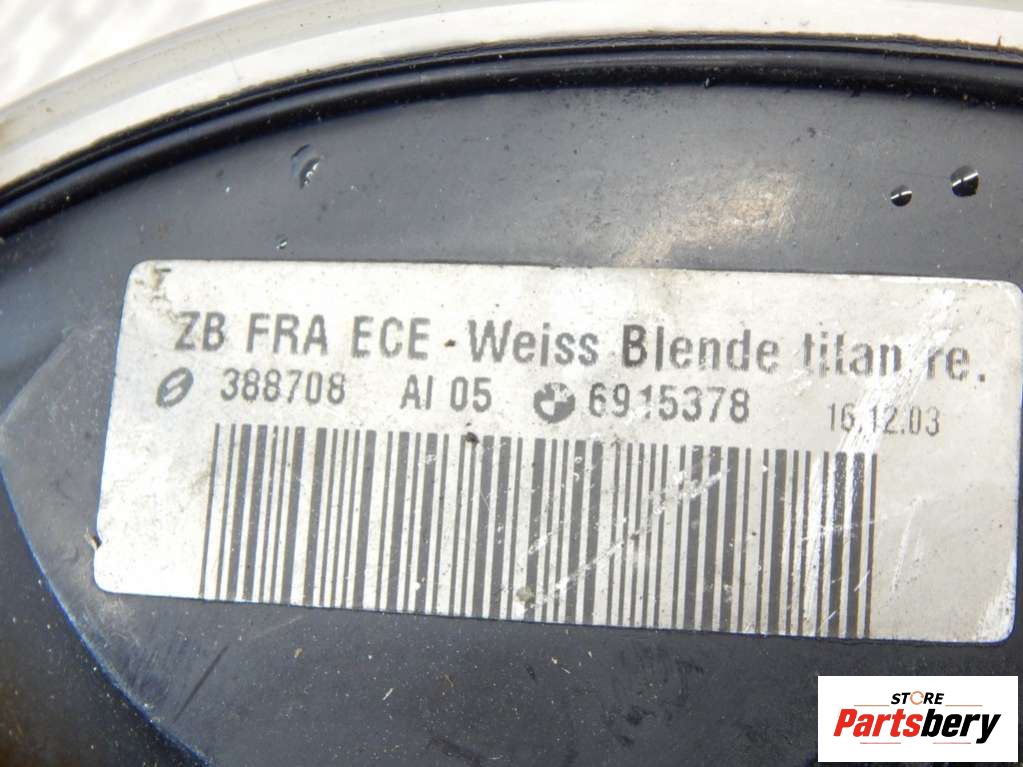 ZB FRA ECE - Weiss Blende titan re.
388708 AI 05 6915378 16.12.03
STORE
Partsbery